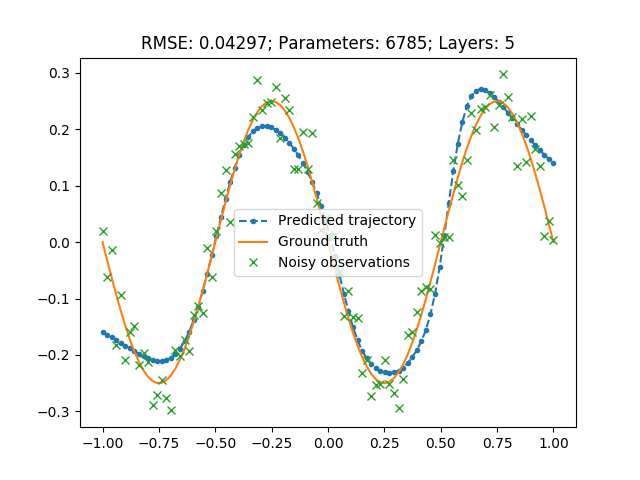 RMSE: 0.04297; Parameters: 6785; Layers: 5
0.3
0.2
0.1
0.0
−0.1
−0.2
−0.3
Predicted trajectory
Ground truth
Noisy observations
−1.00 −0.75 −0.50 −0.25 0.00 0.25 0.50 0.75 1.00